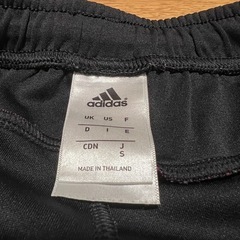 adidas
UK US F
D I E
CDN J
S
MADE IN THAILAND